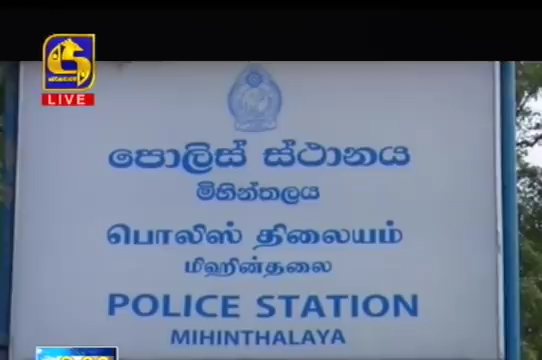 LIVE
පොලිස් ස්ථානය
මිහින්තලය
பொலிஸ் திலையம்
மிஹின்தலை
POLICE STATION
MIHINTHALAYA